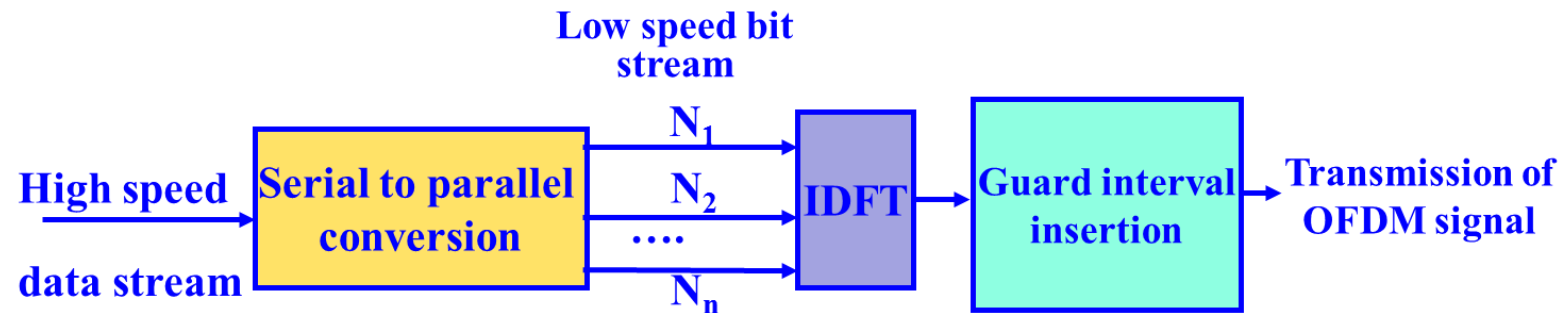 Low speed bit
stream
High speed
data stream
Serial to parallel
conversion
N₁
N₂
....
Nₙ
IDFT
Guard interval
insertion
Transmission of
OFDM signal